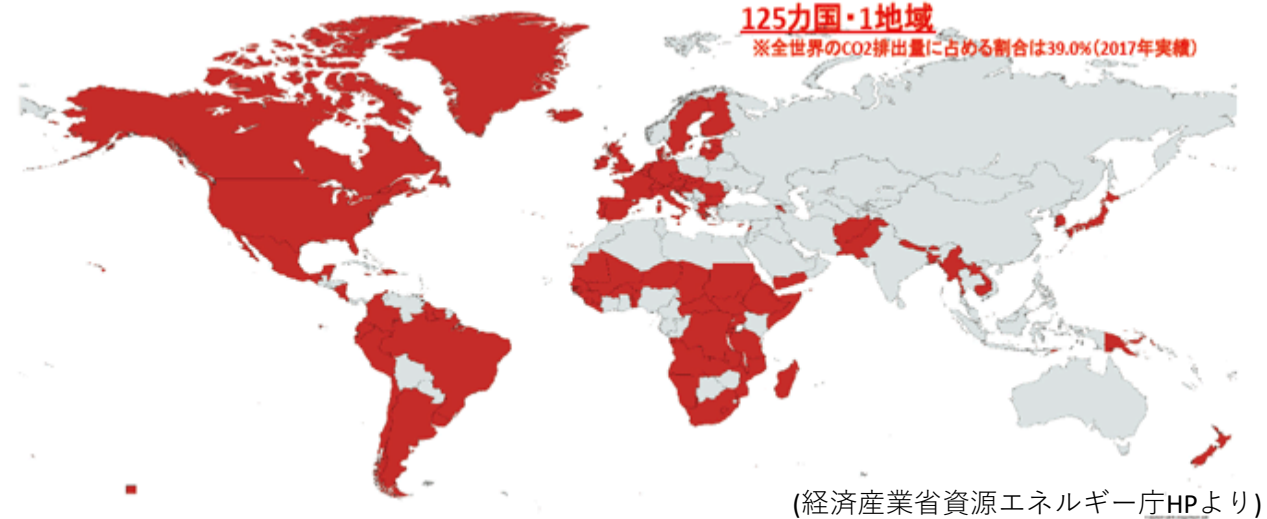 125カ国・1地域
※全世界のCO2排出量に占める割合は39.0%(2017年実績)
(経済産業省資源エネルギー庁HPより)